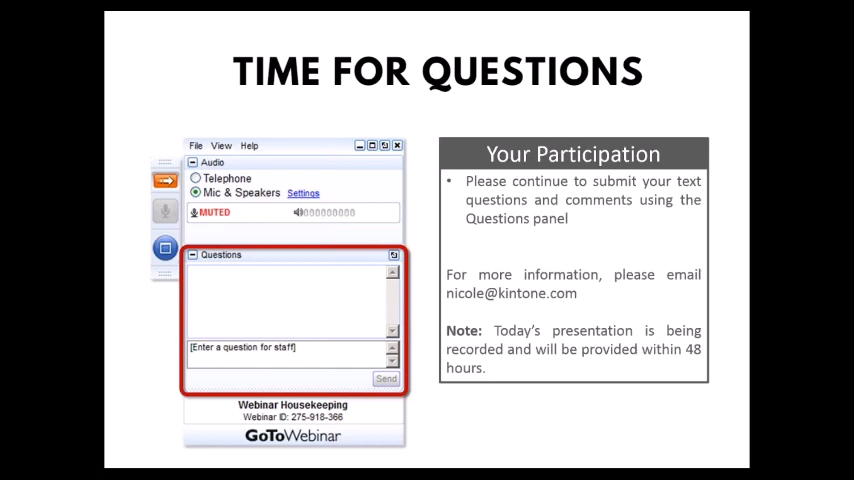 TIME FOR QUESTIONS
File View Help
Audio
Telephone
Mic & Speakers Settings
MUTED
Questions
[Enter a question for staff]
Send
Webinar Housekeeping
Webinar ID: 275-918-366
GoToWebinar
Your Participation
• Please continue to submit your text
questions and comments using the
Questions panel
For more information, please email
nicole@kintone.com
Note: Today's presentation is being
recorded and will be provided within 48
hours.